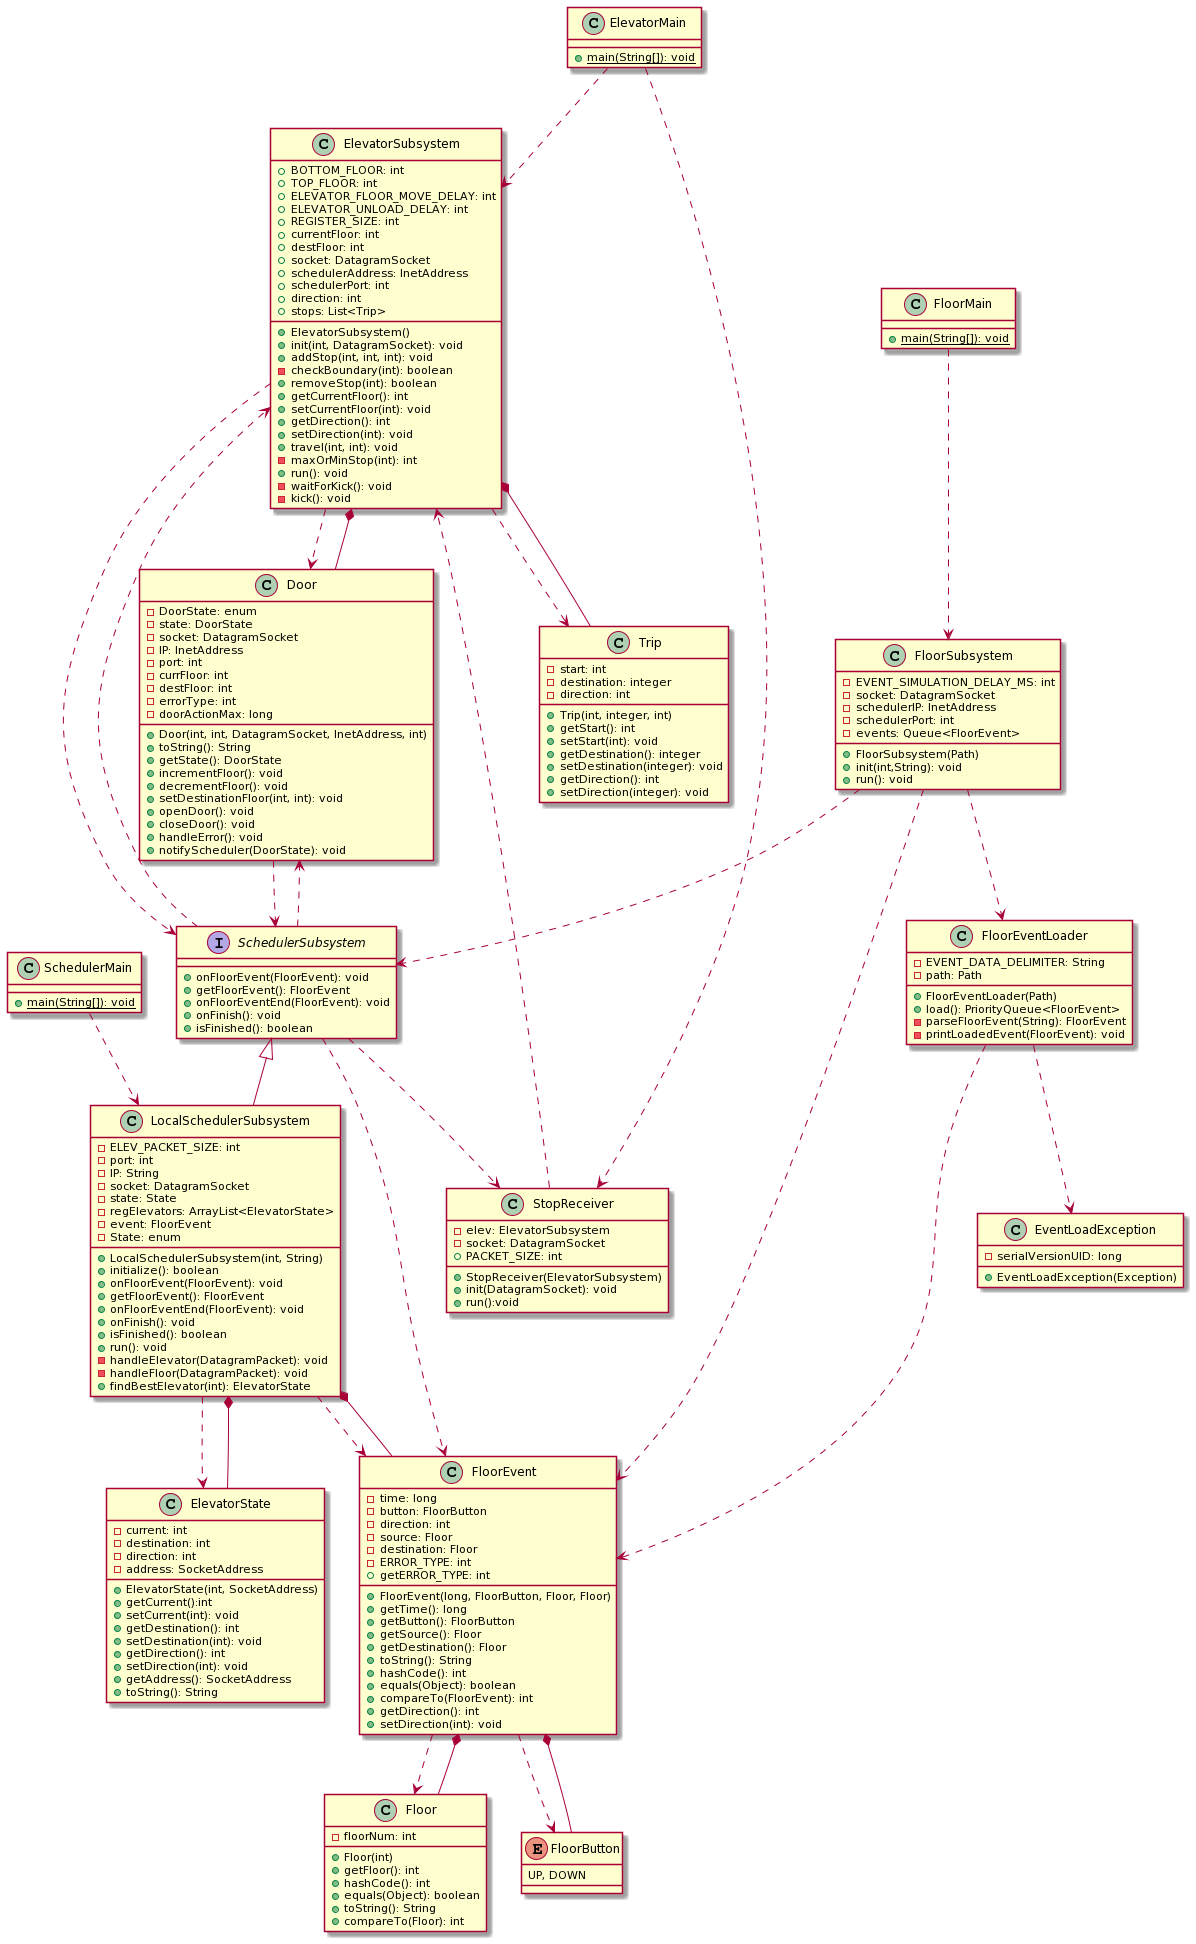 C ElevatorMain
main(String[]): void
C ElevatorSubsystem
BOTTOM_FLOOR: int
TOP_FLOOR: int
ELEVATOR_FLOOR_MOVE_DELAY: int
ELEVATOR_UNLOAD_DELAY: int
REGISTER_SIZE: int
currentFloor: int
destFloor: int
socket: DatagramSocket
schedulerAddress: InetAddress
schedulerPort: int
direction: int
stops: List<Trip>
ElevatorSubsystem()
init(int, DatagramSocket): void
addStop(int, int, int): void
checkBoundary(int): boolean
removeStop(int): boolean
getCurrentFloor(): int
setCurrentFloor(int): void
getDirection(): int
setDirection(int): void
travel(int, int): void
maxOrMinStop(int): int
run(): void
waitForKick(): void
kick(): void
C FloorMain
main(String[]): void
C Door
DoorState: enum
state: DoorState
socket: DatagramSocket
IP: InetAddress
port: int
currFloor: int
destFloor: int
errorType: int
doorActionMax: long
Door(int, int, DatagramSocket, InetAddress, int)
toString(): String
getState(): DoorState
incrementFloor(): void
decrementFloor(): void
setDestinationFloor(int, int): void
openDoor(): void
closeDoor(): void
handleError(): void
notifyScheduler(DoorState): void
C Trip
start: int
destination: integer
direction: int
Trip(int, integer, int)
getStart(): int
setStart(int): void
getDestination(): integer
setDestination(integer): void
getDirection(): int
setDirection(integer): void
C FloorSubsystem
EVENT_SIMULATION_DELAY_MS: int
socket: DatagramSocket
schedulerIP: InetAddress
schedulerPort: int
events: Queue<FloorEvent>
FloorSubsystem(Path)
init(int,String): void
run(): void
I SchedulerSubsystem
onFloorEvent(FloorEvent): void
getFloorEvent(): FloorEvent
onFloorEventEnd(FloorEvent): void
onFinish(): void
isFinished(): boolean
C SchedulerMain
main(String[]): void
C FloorEventLoader
EVENT_DATA_DELIMITER: String
path: Path
FloorEventLoader(Path)
load(): PriorityQueue<FloorEvent>
parseFloorEvent(String): FloorEvent
printLoadedEvent(FloorEvent): void
C LocalSchedulerSubsystem
ELEV_PACKET_SIZE: int
port: int
IP: String
socket: DatagramSocket
state: State
regElevators: ArrayList<ElevatorState>
event: FloorEvent
State: enum
LocalSchedulerSubsystem(int, String)
initialize(): boolean
onFloorEvent(FloorEvent): void
getFloorEvent(): FloorEvent
onFloorEventEnd(FloorEvent): void
onFinish(): void
isFinished(): boolean
run(): void
handleElevator(DatagramPacket): void
handleFloor(DatagramPacket): void
findBestElevator(int): ElevatorState
C StopReceiver
elev: ElevatorSubsystem
socket: DatagramSocket
PACKET_SIZE: int
StopReceiver(ElevatorSubsystem)
init(DatagramSocket): void
run():void
C EventLoadException
serialVersionUID: long
EventLoadException(Exception)
C ElevatorState
current: int
destination: int
direction: int
address: SocketAddress
ElevatorState(int, SocketAddress)
getCurrent():int
setCurrent(int): void
getDestination(): int
setDestination(int): void
getDirection(): int
setDirection(int): void
getAddress(): SocketAddress
toString(): String
C FloorEvent
time: long
button: FloorButton
direction: int
source: Floor
destination: Floor
ERROR_TYPE: int
getERROR_TYPE: int
FloorEvent(long, FloorButton, Floor, Floor)
getTime(): long
getButton(): FloorButton
getSource(): Floor
getDestination(): Floor
toString(): String
hashCode(): int
equals(Object): boolean
compareTo(FloorEvent): int
getDirection(): int
setDirection(int): void
C Floor
floorNum: int
Floor(int)
getFloor(): int
hashCode(): int
equals(Object): boolean
toString(): String
compareTo(Floor): int
E FloorButton
UP, DOWN